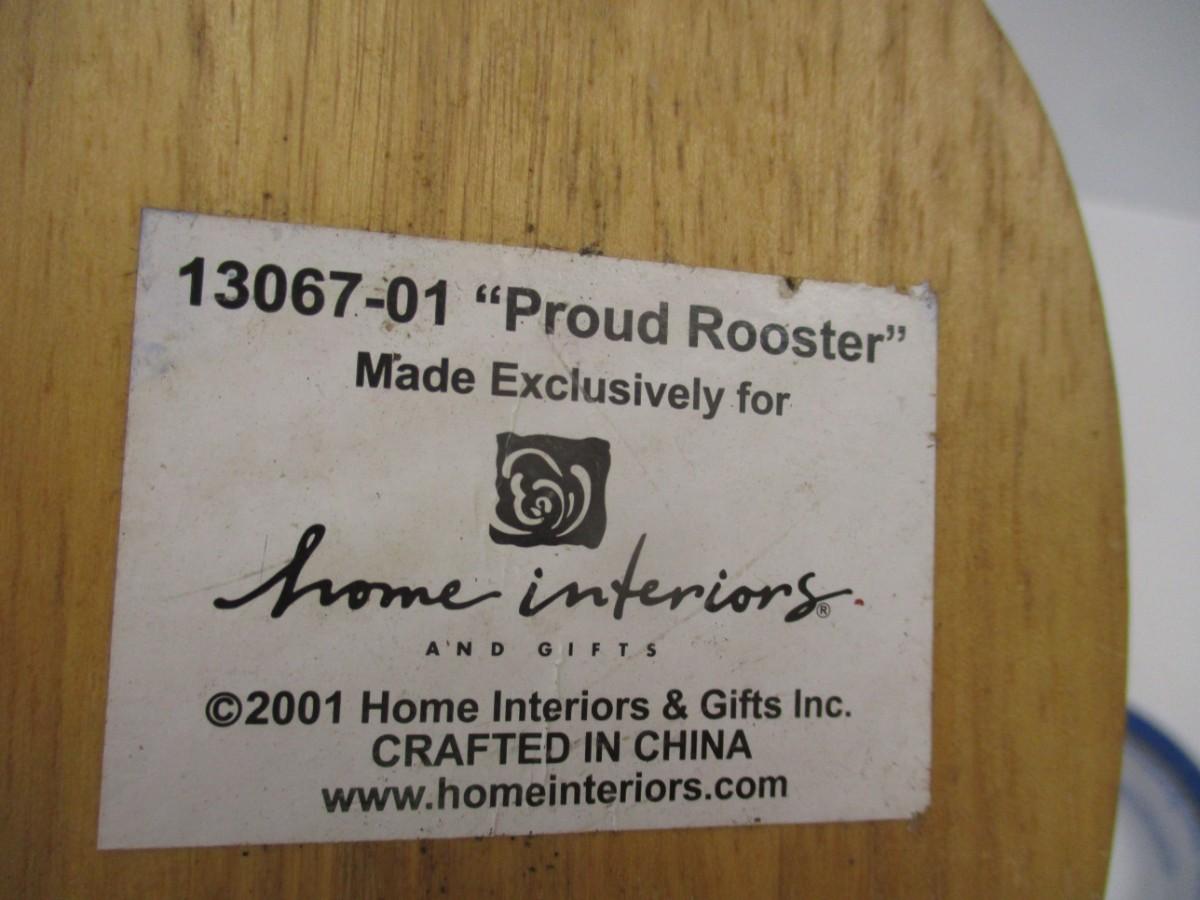 13067-01 “Proud Rooster”
Made Exclusively for
home interiors®
AND GIFTS
©2001 Home Interiors & Gifts Inc.
CRAFTED IN CHINA
www.homeinteriors.com